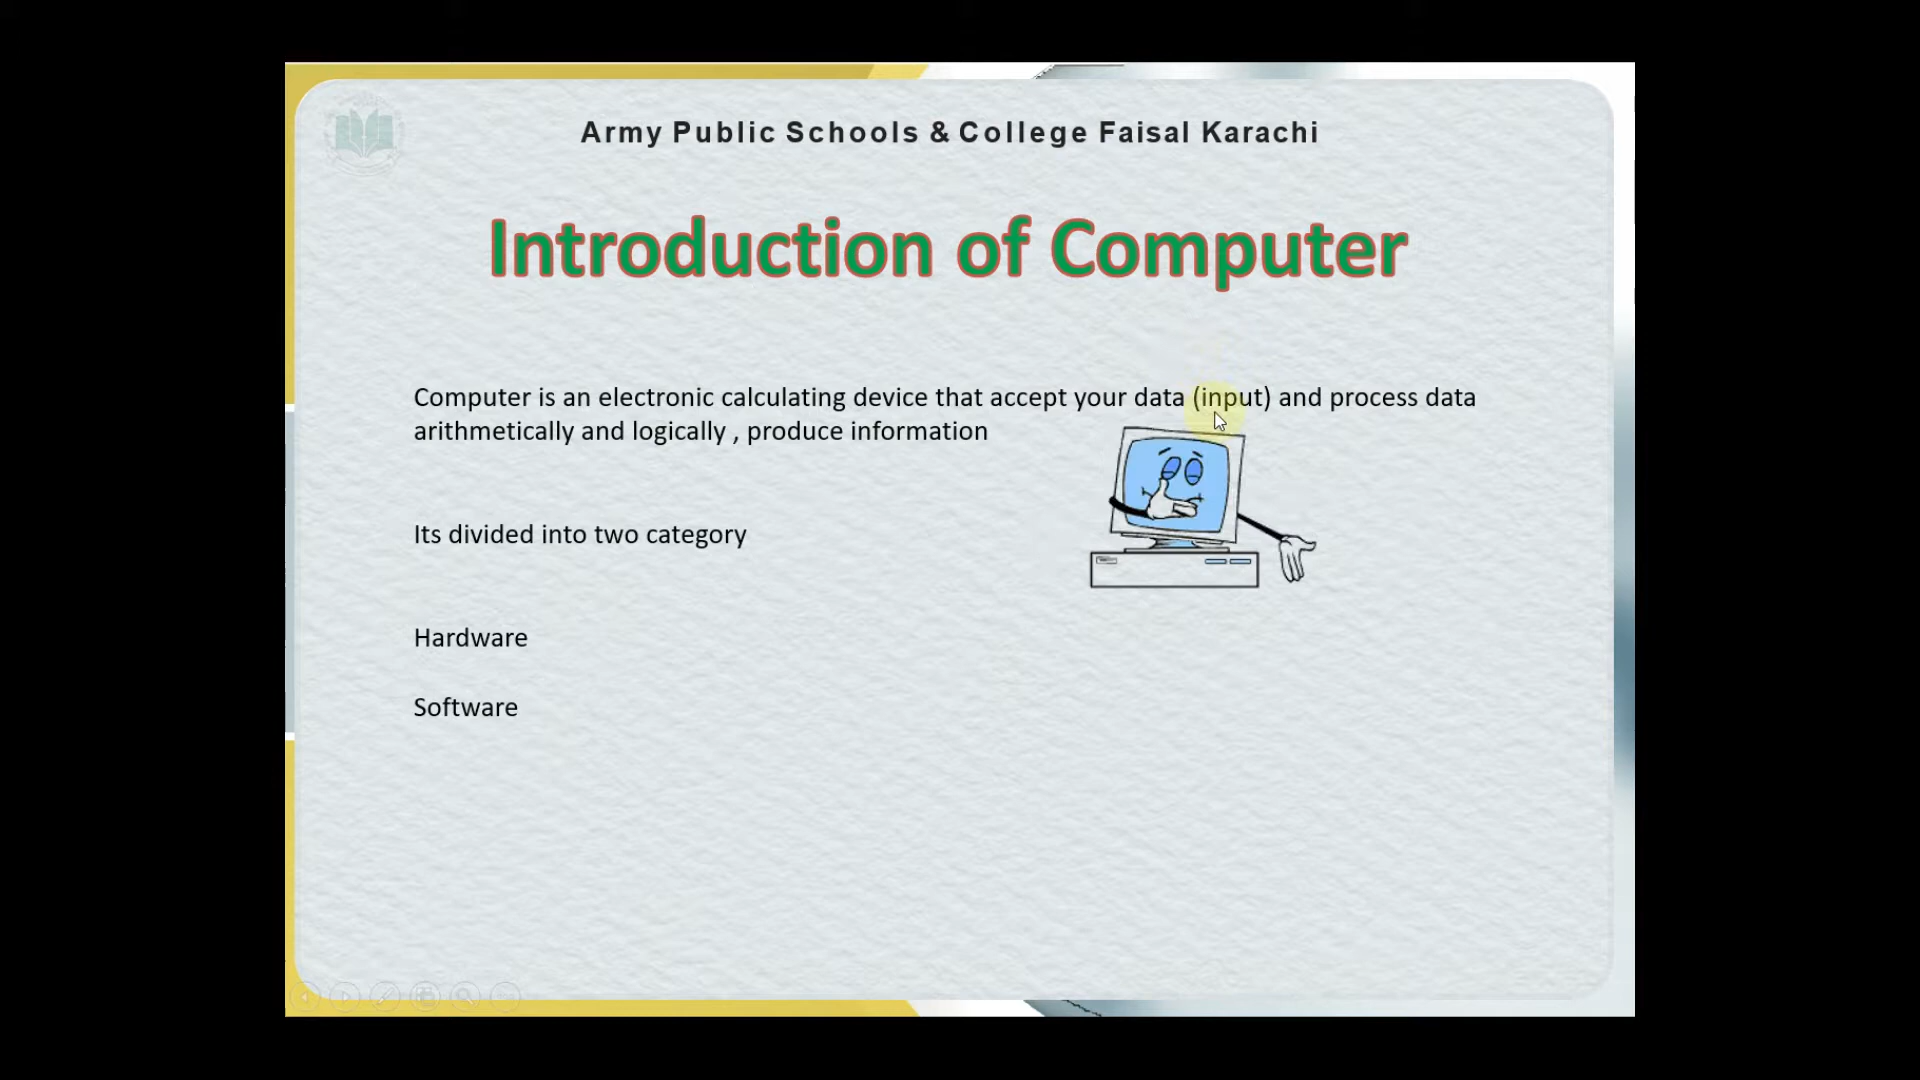 Army Public Schools & College Faisal Karachi
Introduction of Computer
Computer is an electronic calculating device that accept your data (input) and process data
arithmetically and logically , produce information
Its divided into two category
Hardware
Software